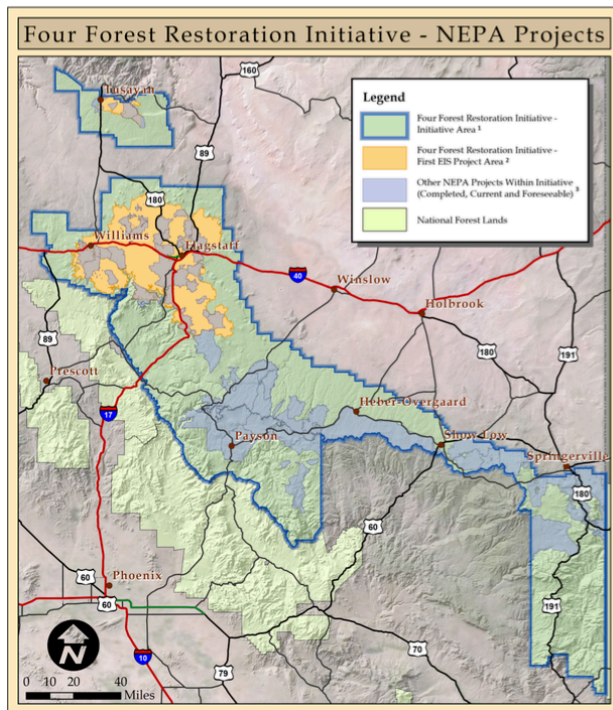 Four Forest Restoration Initiative - NEPA Projects
Tusayan
160
89
180
Legend
Four Forest Restoration Initiative -
Initiative Area 1
Four Forest Restoration Initiative -
First EIS Project Area 2
Other NEPA Projects Within Initiative
(Completed, Current and Foreseeable) 3
National Forest Lands
Williams
Flagstaff
40
Winslow
Holbrook
89
180
191
Prescott
17
Heber-Overgaard
Payson
Show Low
Springerville
180
60
60
Phoenix
60
191
N
10
79
70
0 10 20 40
Miles